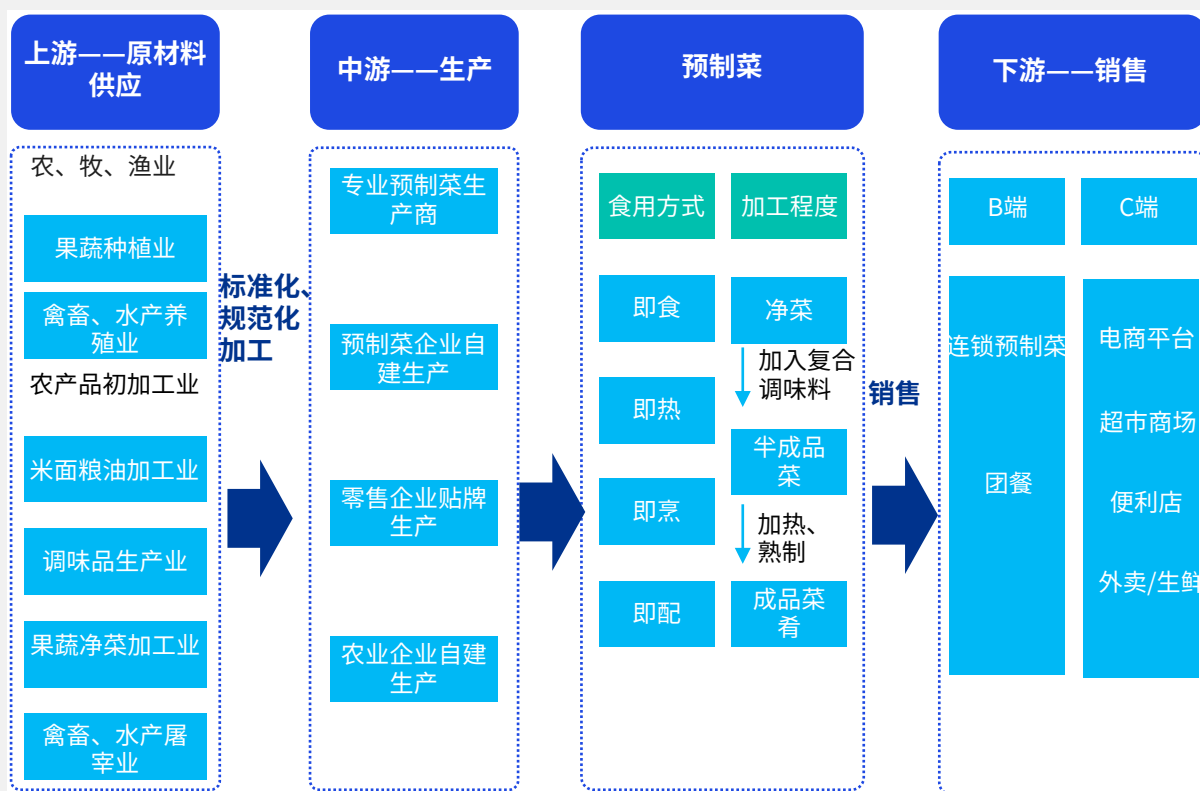 上游——原材料
供应
农、牧、渔业
果蔬种植业
禽畜、水产养
殖业
农产品初加工业
米面粮油加工业
调味品生产业
果蔬净菜加工业
禽畜、水产屠
宰业
标准化、
规范化
加工
中游——生产
专业预制菜生
产商
预制菜企业自
建生产
零售企业贴牌
生产
农业企业自建
生产
预制菜
食用方式
即食
即热
即烹
即配
加工程度
净菜
加入复合
调味料
半成品
菜
加热、
熟制
成品菜
肴
销售
下游——销售
B端
连锁预制菜
团餐
C端
电商平台
超市商场
便利店
外卖/生鲜